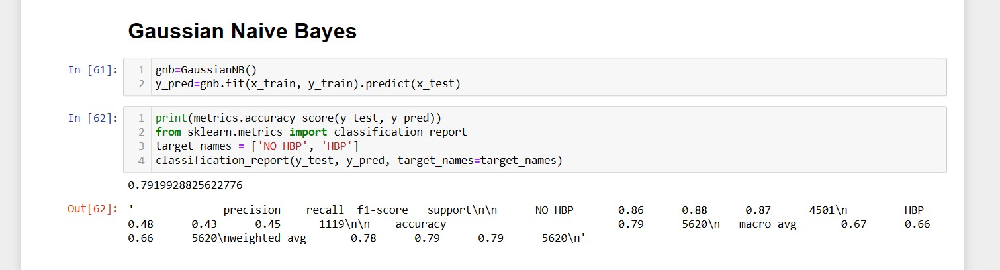 Gaussian Naive Bayes
In [61]:
1 gnb=GaussianNB()
2 y_pred=gnb.fit(x_train, y_train).predict(x_test)
In [62]:
1 print(metrics.accuracy_score(y_test, y_pred))
2 from sklearn.metrics import classification_report
3 target_names = ['NO HBP', 'HBP']
4 classification_report(y_test, y_pred, target_names=target_names)
0.7919928825622776
Out[62]:
'              precision    recall  f1-score   support\n\n      NO HBP       0.86      0.88      0.87      4501\n         HBP
0.48      0.43      0.45      1119\n\n    accuracy                           0.79      5620\n   macro avg       0.67      0.66
0.66      5620\nweighted avg       0.78      0.79      0.79      5620\n'